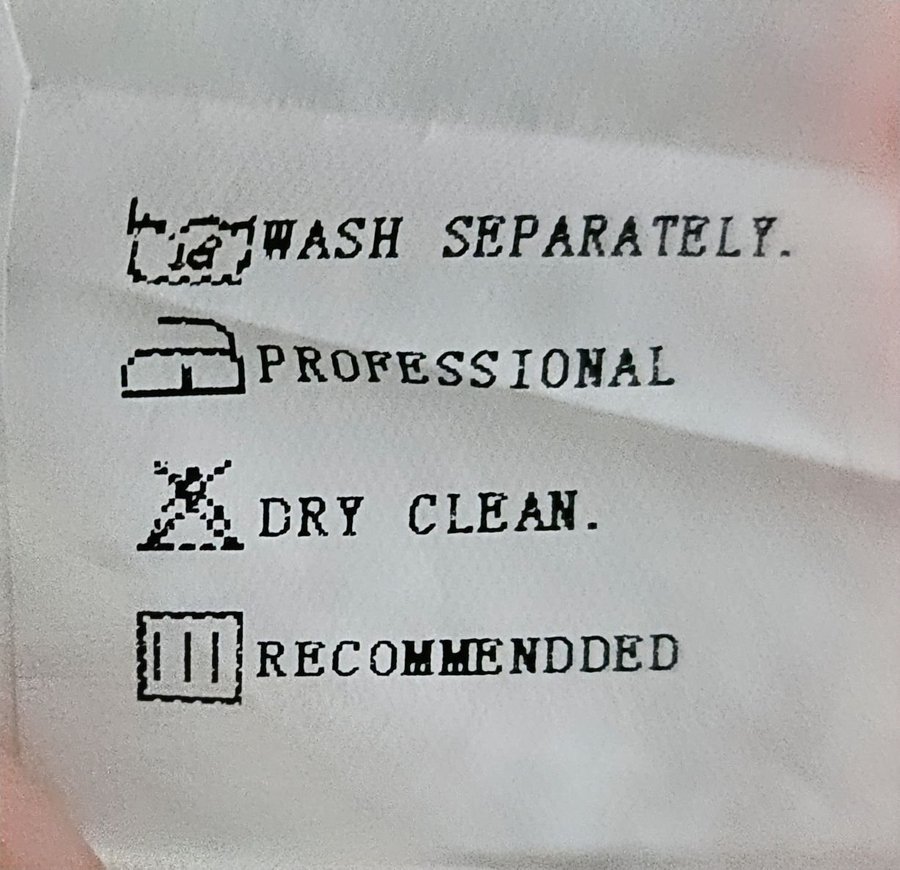 WASH SEPARATELY.
PROFESSIONAL
DRY CLEAN.
RECOMMENDDED